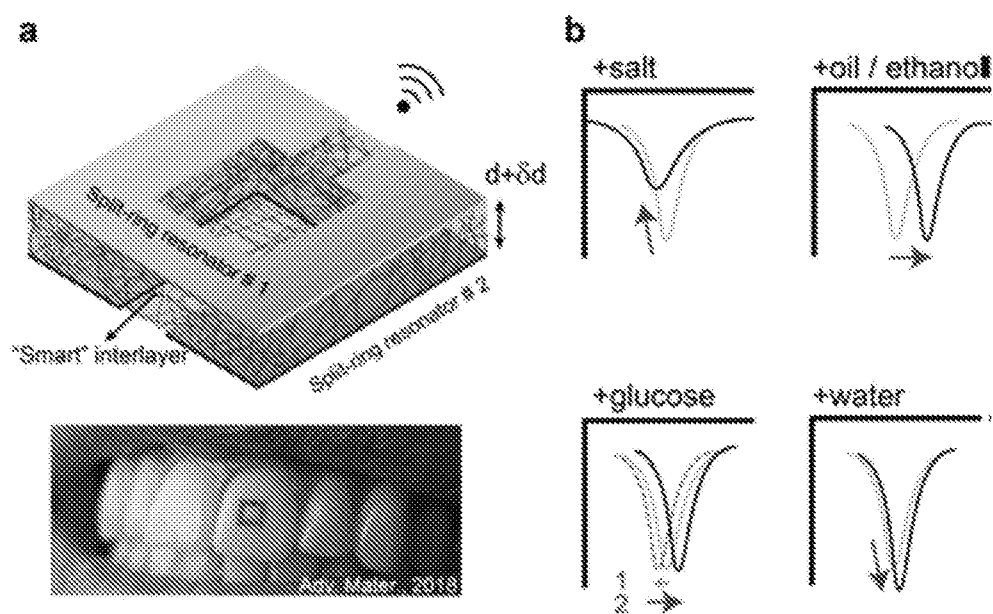 a
d+δd
Split-ring resonator # 1
Split-ring resonator # 2
"Smart" interlayer
Adv. Mater., 2018
b
+salt
+oil / ethanol
+glucose
1
2
+water